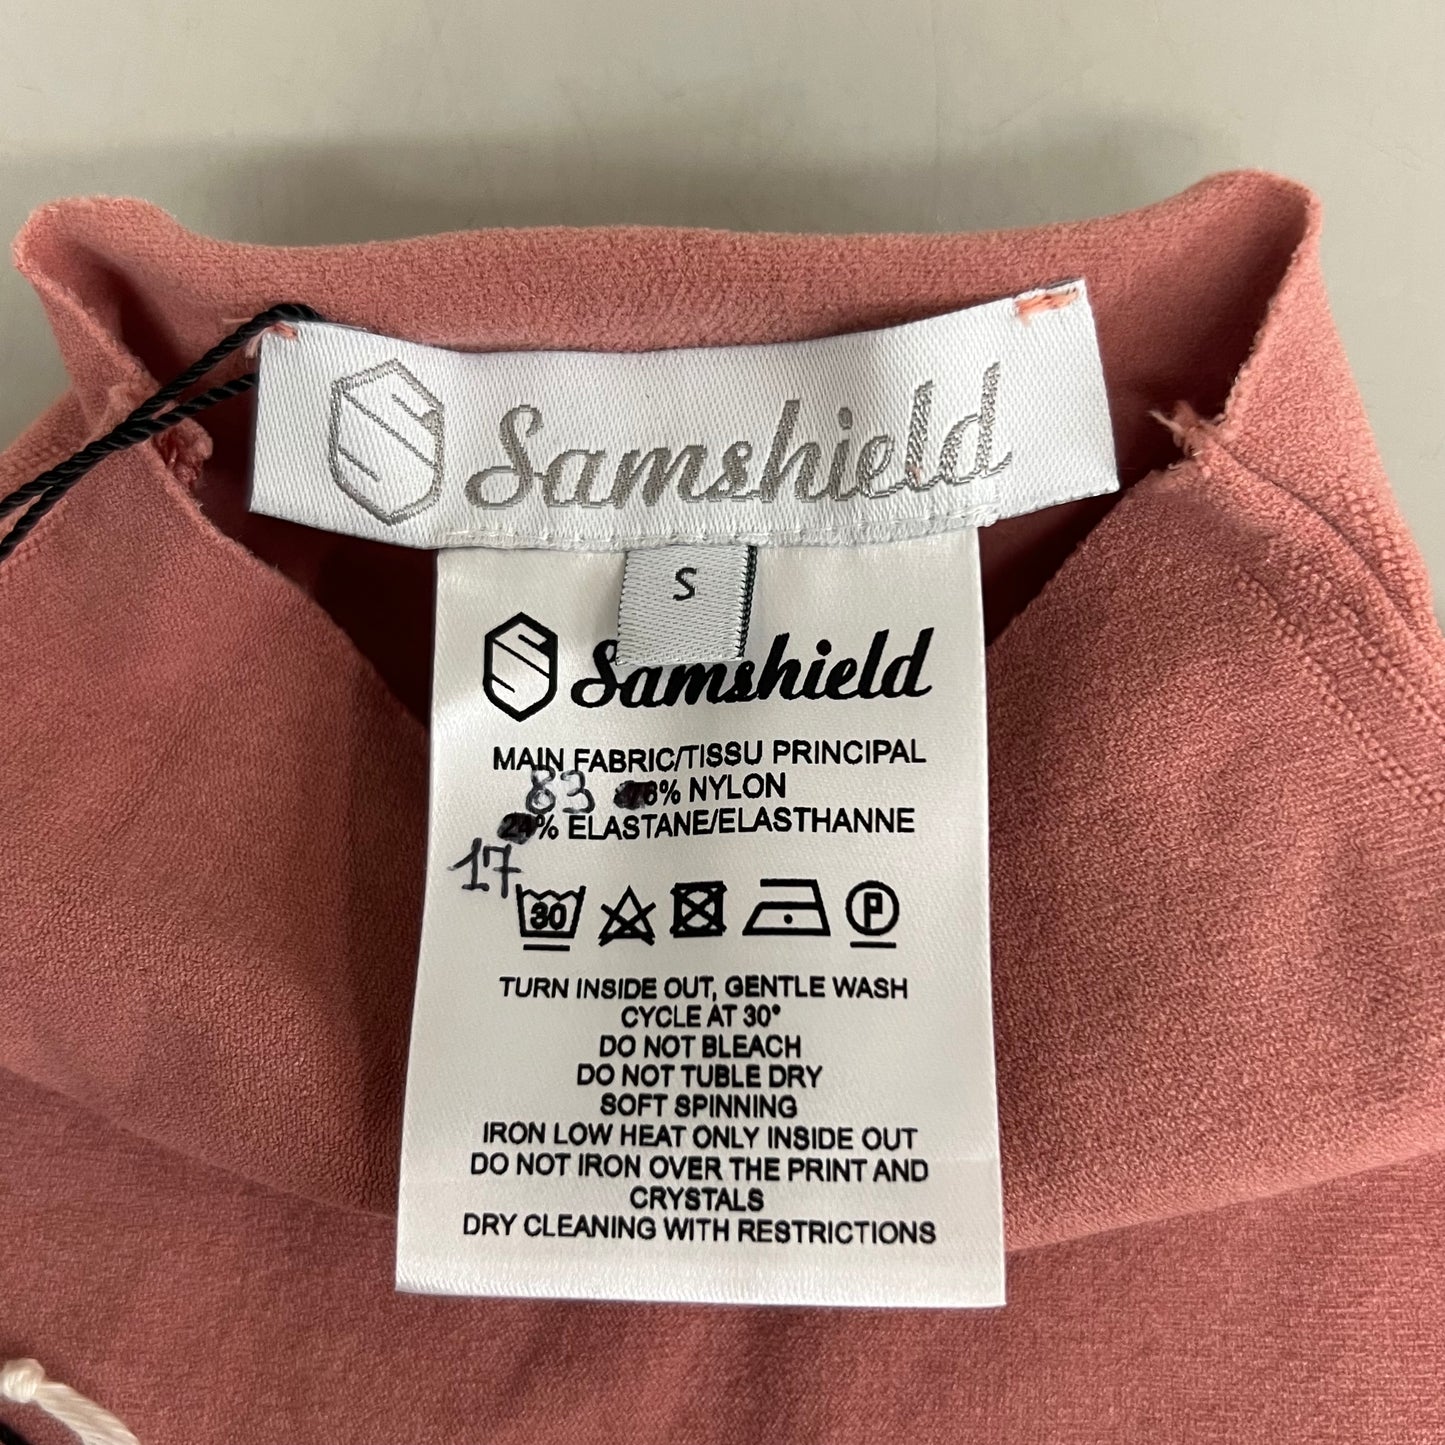 Samshield
S
Samshield
MAIN FABRIC/TISSU PRINCIPAL
83 % NYLON
% ELASTANE/ELASTHANNE
17
30 P
TURN INSIDE OUT, GENTLE WASH
CYCLE AT 30°
DO NOT BLEACH
DO NOT TUBLE DRY
SOFT SPINNING
IRON LOW HEAT ONLY INSIDE OUT
DO NOT IRON OVER THE PRINT AND
CRYSTALS
DRY CLEANING WITH RESTRICTIONS